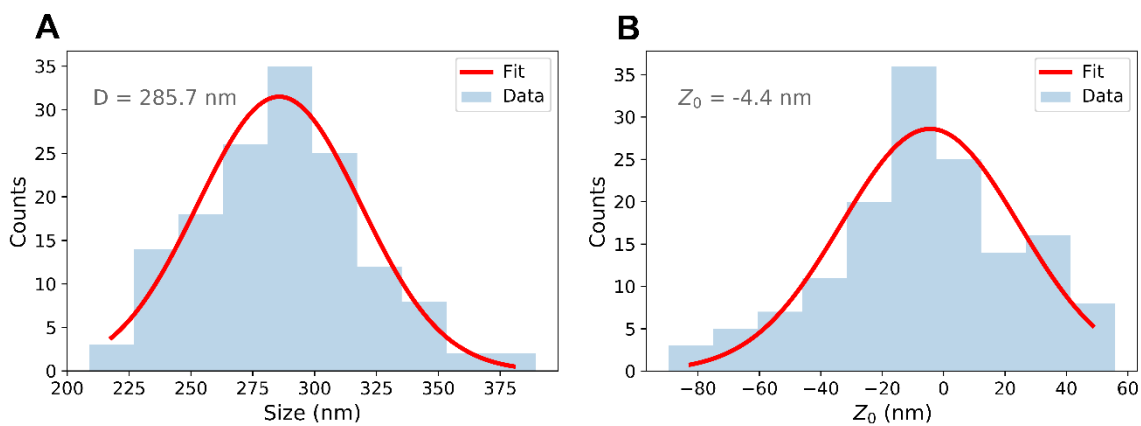 A
D = 285.7 nm
Fit
Data
Counts
35
30
25
20
15
10
5
0
200
225
250
275
300
325
350
375
Size (nm)
B
Z₀ = -4.4 nm
Fit
Data
Counts
35
30
25
20
15
10
5
0
−80
−60
−40
−20
0
20
40
60
Z₀ (nm)